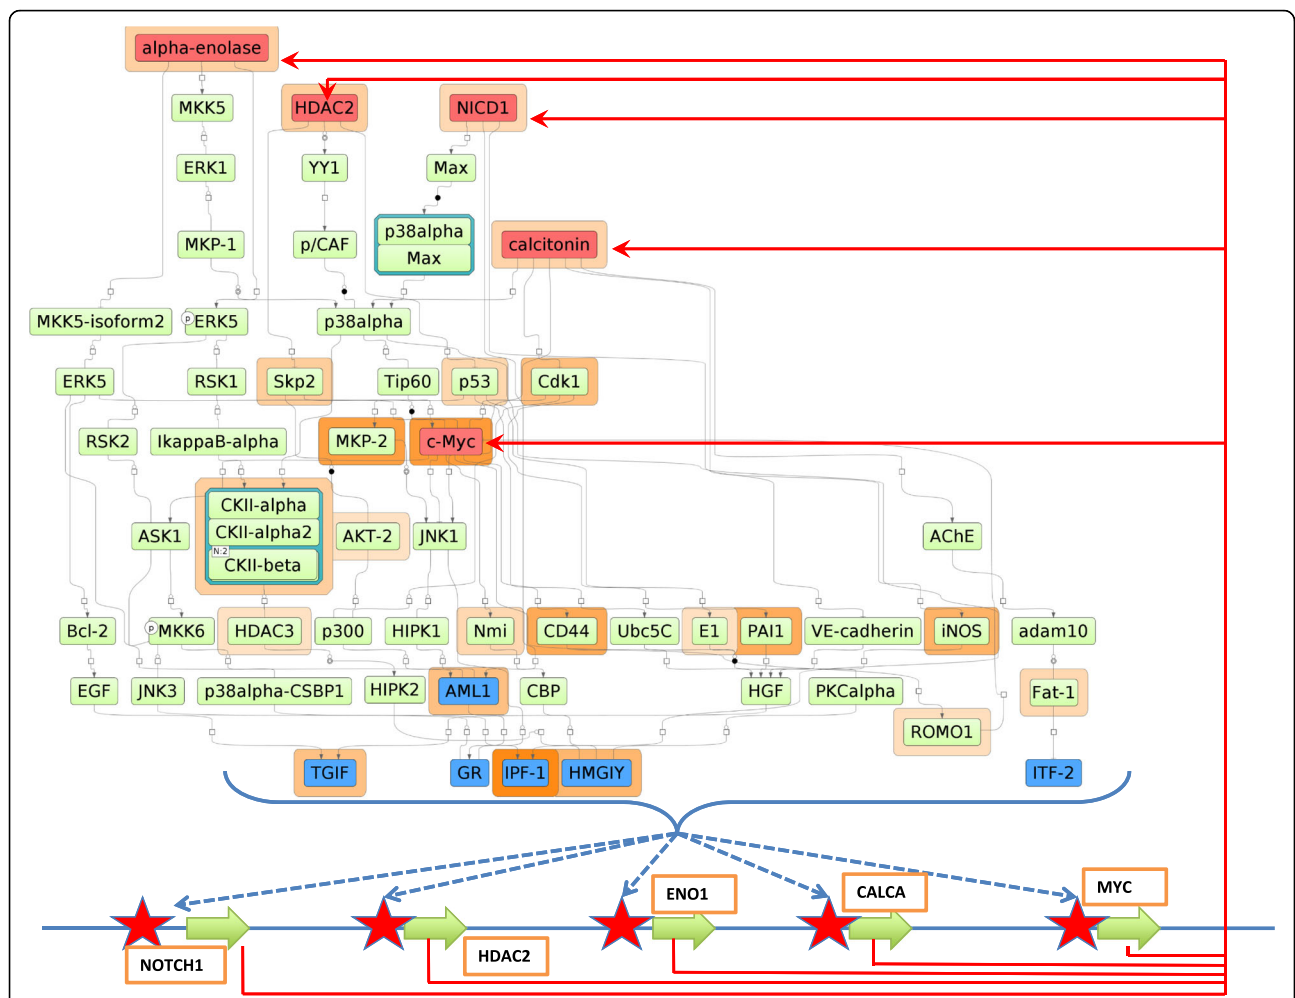 alpha-enolase
MKK5
HDAC2
NICD1
ERK1
YY1
Max
MKP-1
p/CAF
p38alpha
Max
calcitonin
MKK5-isoform2
p
ERK5
p38alpha
ERK5
RSK1
Skp2
Tip60
p53
Cdk1
RSK2
IkappaB-alpha
MKP-2
c-Myc
CKII-alpha
CKII-alpha2
N:2
CKII-beta
ASK1
AKT-2
JNK1
AChE
Bcl-2
p
MKK6
HDAC3
p300
HIPK1
Nmi
CD44
Ubc5C
E1
PAI1
VE-cadherin
iNOS
adam10
EGF
JNK3
p38alpha-CSBP1
HIPK2
AML1
CBP
HGF
PKCalpha
Fat-1
ROMO1
TGIF
GR
IPF-1
HMGIY
ITF-2
ENO1
CALCA
MYC
NOTCH1
HDAC2